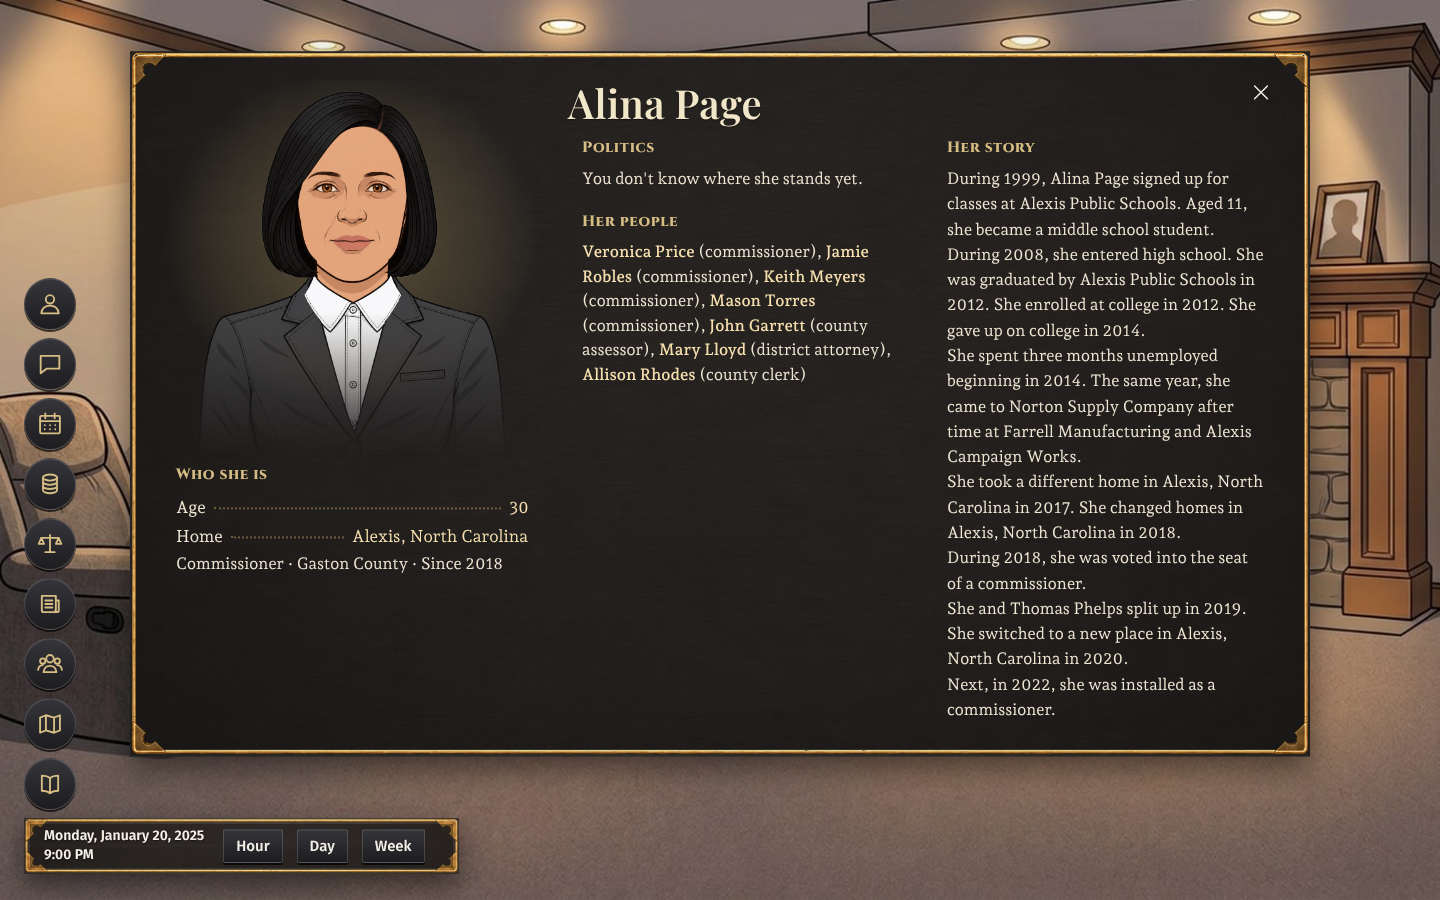 Alina Page
Politics
You don't know where she stands yet.
Her people
Veronica Price (commissioner), Jamie
Robles (commissioner), Keith Meyers
(commissioner), Mason Torres
(commissioner), John Garrett (county
assessor), Mary Lloyd (district attorney),
Allison Rhodes (county clerk)
Her story
During 1999, Alina Page signed up for
classes at Alexis Public Schools. Aged 11,
she became a middle school student.
During 2008, she entered high school. She
was graduated by Alexis Public Schools in
2012. She enrolled at college in 2012. She
gave up on college in 2014.
She spent three months unemployed
beginning in 2014. The same year, she
came to Norton Supply Company after
time at Farrell Manufacturing and Alexis
Campaign Works.
She took a different home in Alexis, North
Carolina in 2017. She changed homes in
Alexis, North Carolina in 2018.
During 2018, she was voted into the seat
of a commissioner.
She and Thomas Phelps split up in 2019.
She switched to a new place in Alexis,
North Carolina in 2020.
Next, in 2022, she was installed as a
commissioner.
Who she is
Age 30
Home Alexis, North Carolina
Commissioner · Gaston County · Since 2018
Monday, January 20, 2025
9:00 PM
Hour
Day
Week